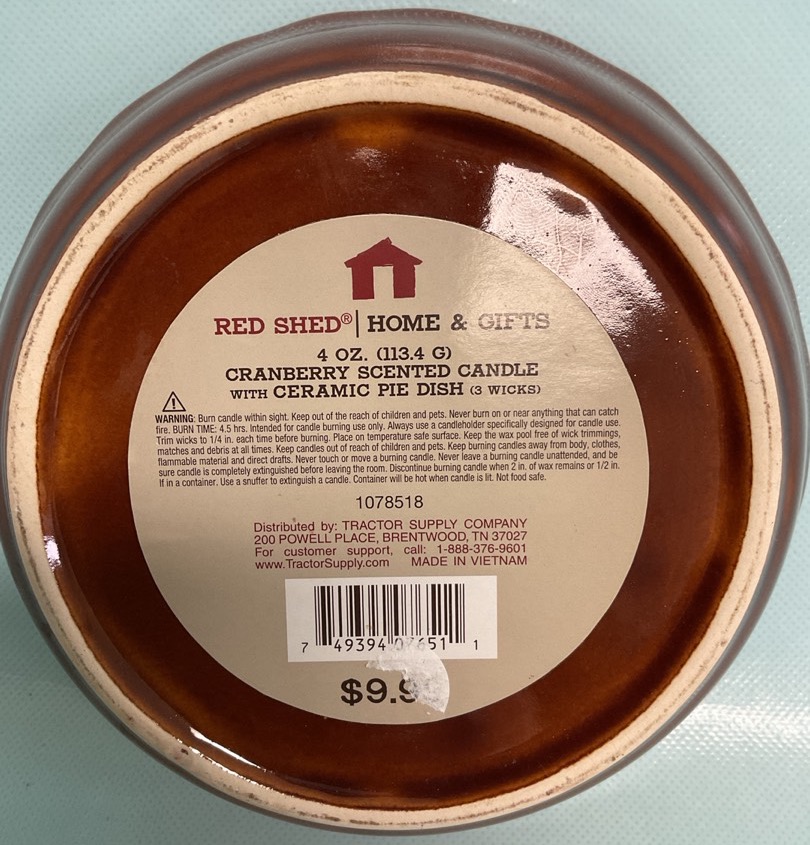 RED SHED® | HOME & GIFTS
4 OZ. (113.4 G)
CRANBERRY SCENTED CANDLE
WITH CERAMIC PIE DISH (3 WICKS)
WARNING: Burn candle within sight. Keep out of the reach of children and pets. Never burn on or near anything that can catch
fire. BURN TIME: 4.5 hrs. Intended for candle burning use only. Always use a candleholder specifically designed for candle use.
Trim wicks to 1/4 in. each time before burning. Place on temperature safe surface. Keep the wax pool free of wick trimmings,
matches and debris at all times. Keep candles out of reach of children and pets. Keep burning candles away from body, clothes,
flammable material and direct drafts. Never touch or move a burning candle. Never leave a burning candle unattended, and be
sure candle is completely extinguished before leaving the room. Discontinue burning candle when 2 in. of wax remains or 1/2 in.
If in a container. Use a snuffer to extinguish a candle. Container will be hot when candle is lit. Not food safe.
1078518
Distributed by: TRACTOR SUPPLY COMPANY
200 POWELL PLACE, BRENTWOOD, TN 37027
For customer support, call: 1-888-376-9601
www.TractorSupply.com MADE IN VIETNAM
7 49394 07651 1
$9.9